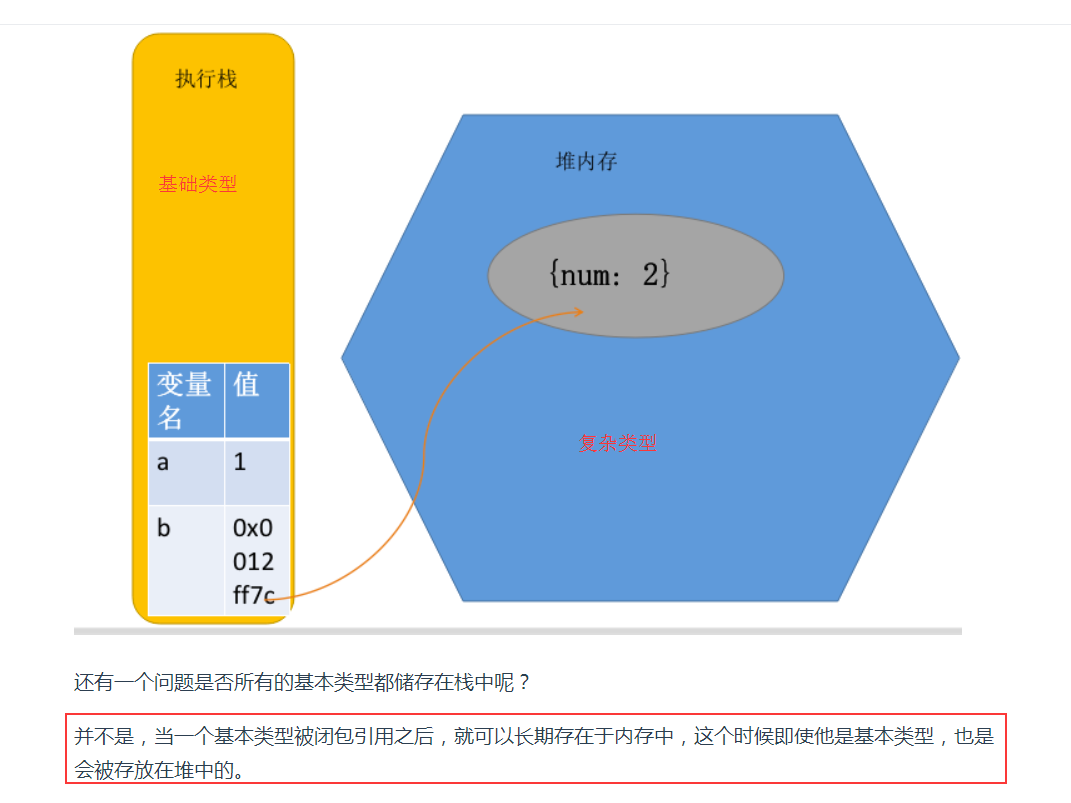 执行栈
基础类型
堆内存
{num: 2}
复杂类型
变量
名
值
a
1
b
0x0
012
ff7c
还有一个问题是否所有的基本类型都储存在栈中呢？
并不是，当一个基本类型被闭包引用之后，就可以长期存在于内存中，这个时候即使他是基本类型，也是
会被存放在堆中的。